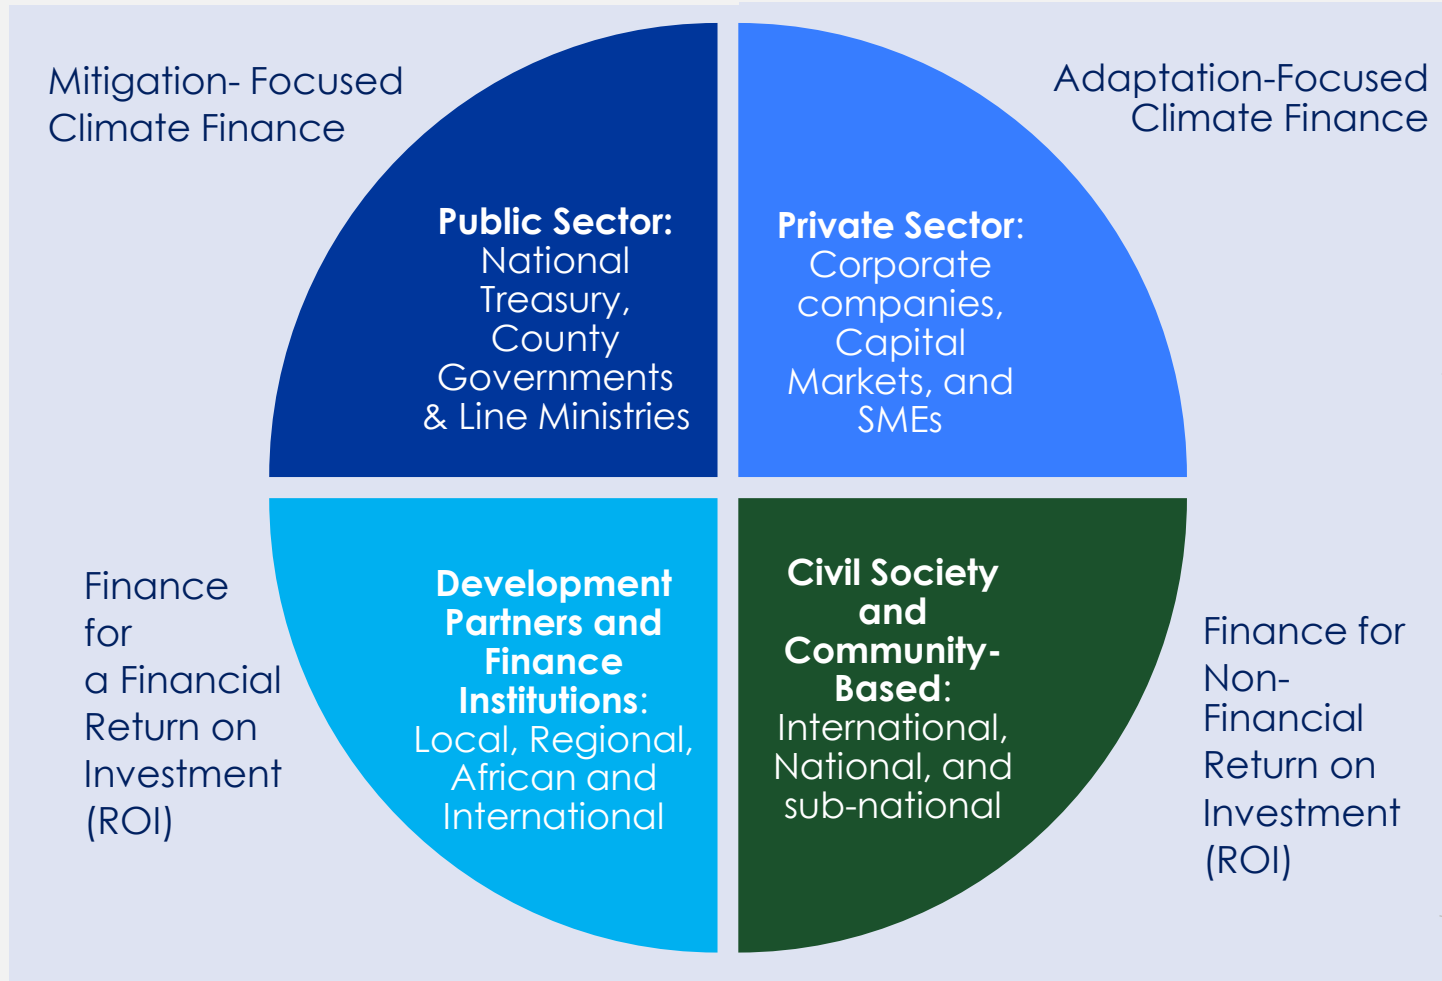 Mitigation- Focused
Climate Finance
Adaptation-Focused
Climate Finance
Public Sector:
National
Treasury,
County
Governments
& Line Ministries
Private Sector:
Corporate
companies,
Capital
Markets, and
SMEs
Finance
for
a Financial
Return on
Investment
(ROI)
Development
Partners and
Finance
Institutions:
Local, Regional,
African and
International
Civil Society
and
Community-
Based:
International,
National, and
sub-national
Finance for
Non-
Financial
Return on
Investment
(ROI)